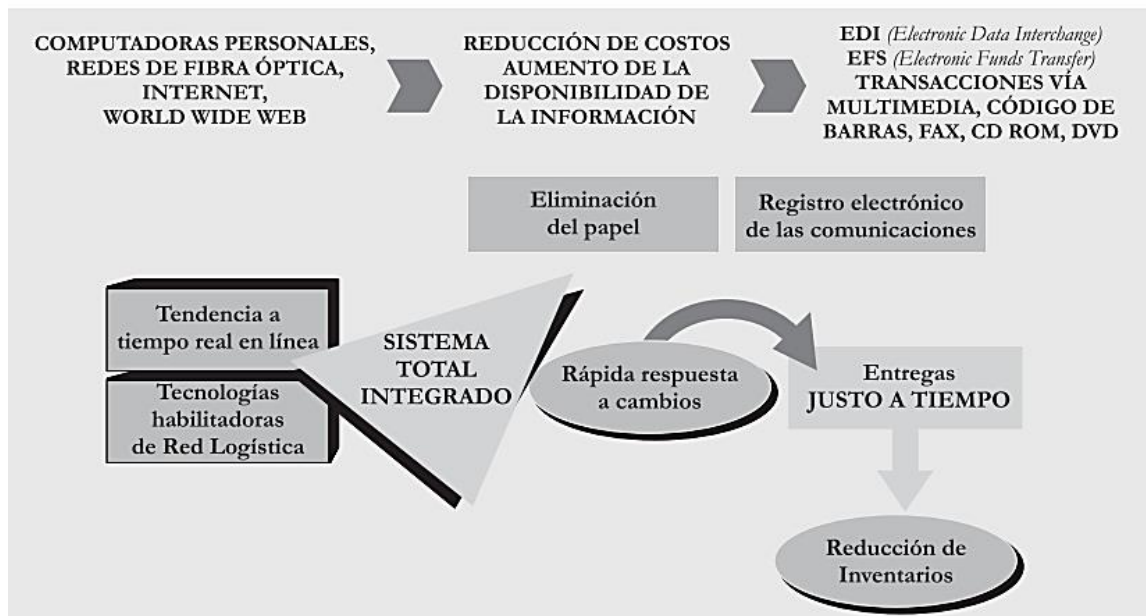 COMPUTADORAS PERSONALES,
REDES DE FIBRA ÓPTICA,
INTERNET,
WORLD WIDE WEB
REDUCCIÓN DE COSTOS
AUMENTO DE LA
DISPONIBILIDAD DE
LA INFORMACIÓN
EDI (Electronic Data Interchange)
EFS (Electronic Funds Transfer)
TRANSACCIONES VÍA
MULTIMEDIA, CÓDIGO DE
BARRAS, FAX, CD ROM, DVD
Eliminación
del papel
Registro electrónico
de las comunicaciones
Tendencia a
tiempo real en línea
Tecnologías
habilitadoras
de Red Logística
SISTEMA
TOTAL
INTEGRADO
Rápida respuesta
a cambios
Entregas
JUSTO A TIEMPO
Reducción de
Inventarios